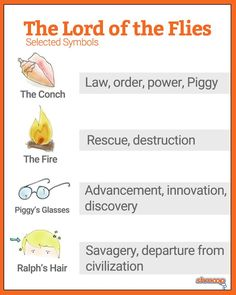 The Lord of the Flies
Selected Symbols
The Conch
Law, order, power, Piggy
The Fire
Rescue, destruction
Piggy's Glasses
Advancement, innovation,
discovery
Ralph's Hair
Savagery, departure from
civilization
shmoop